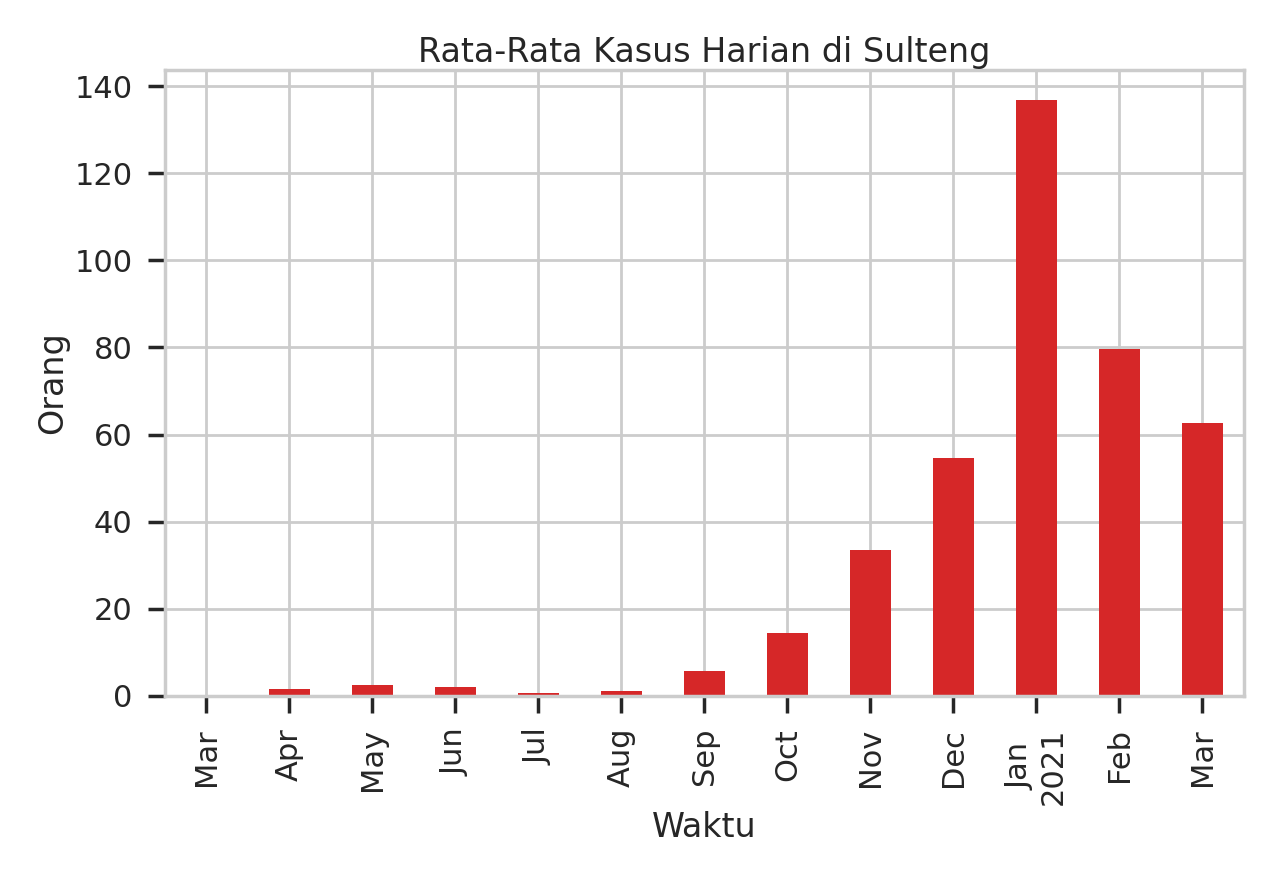 Rata-Rata Kasus Harian di Sulteng
140
120
100
80
60
40
20
0
Orang
Mar
Apr
May
Jun
Jul
Aug
Sep
Oct
Nov
Dec
Jan
2021
Feb
Mar
Waktu